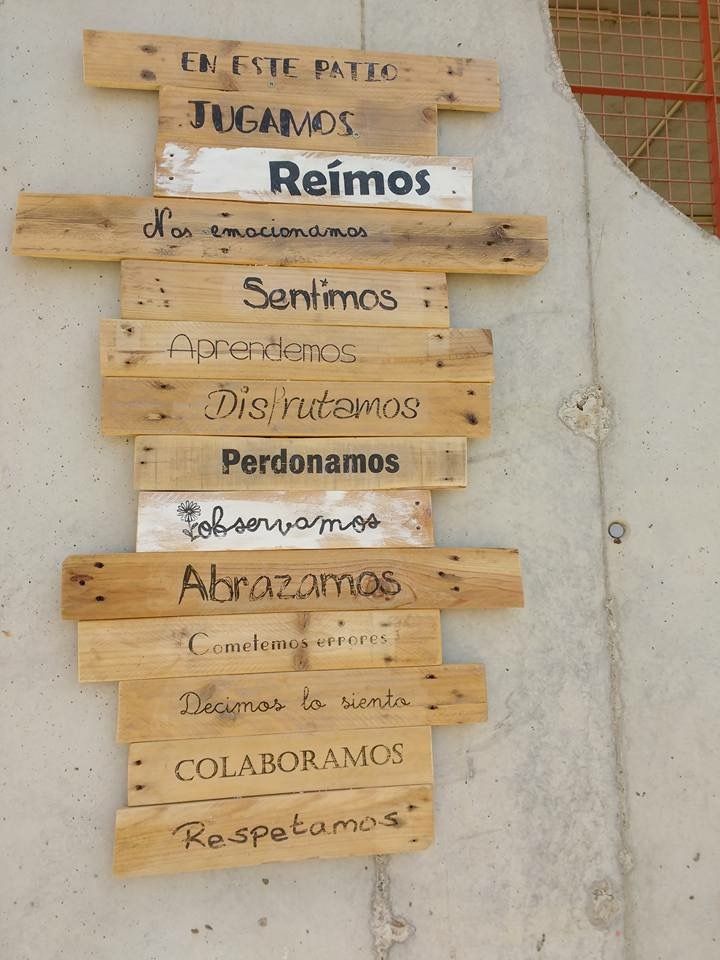 EN ESTE PATIO
JUGAMOS
Reímos
Nos emocionamos
Sentimos
Aprendemos
Disfrutamos
Perdonamos
observamos
Abrazamos
Cometemos errores
Decimos lo siento
COLABORAMOS
Respetamos